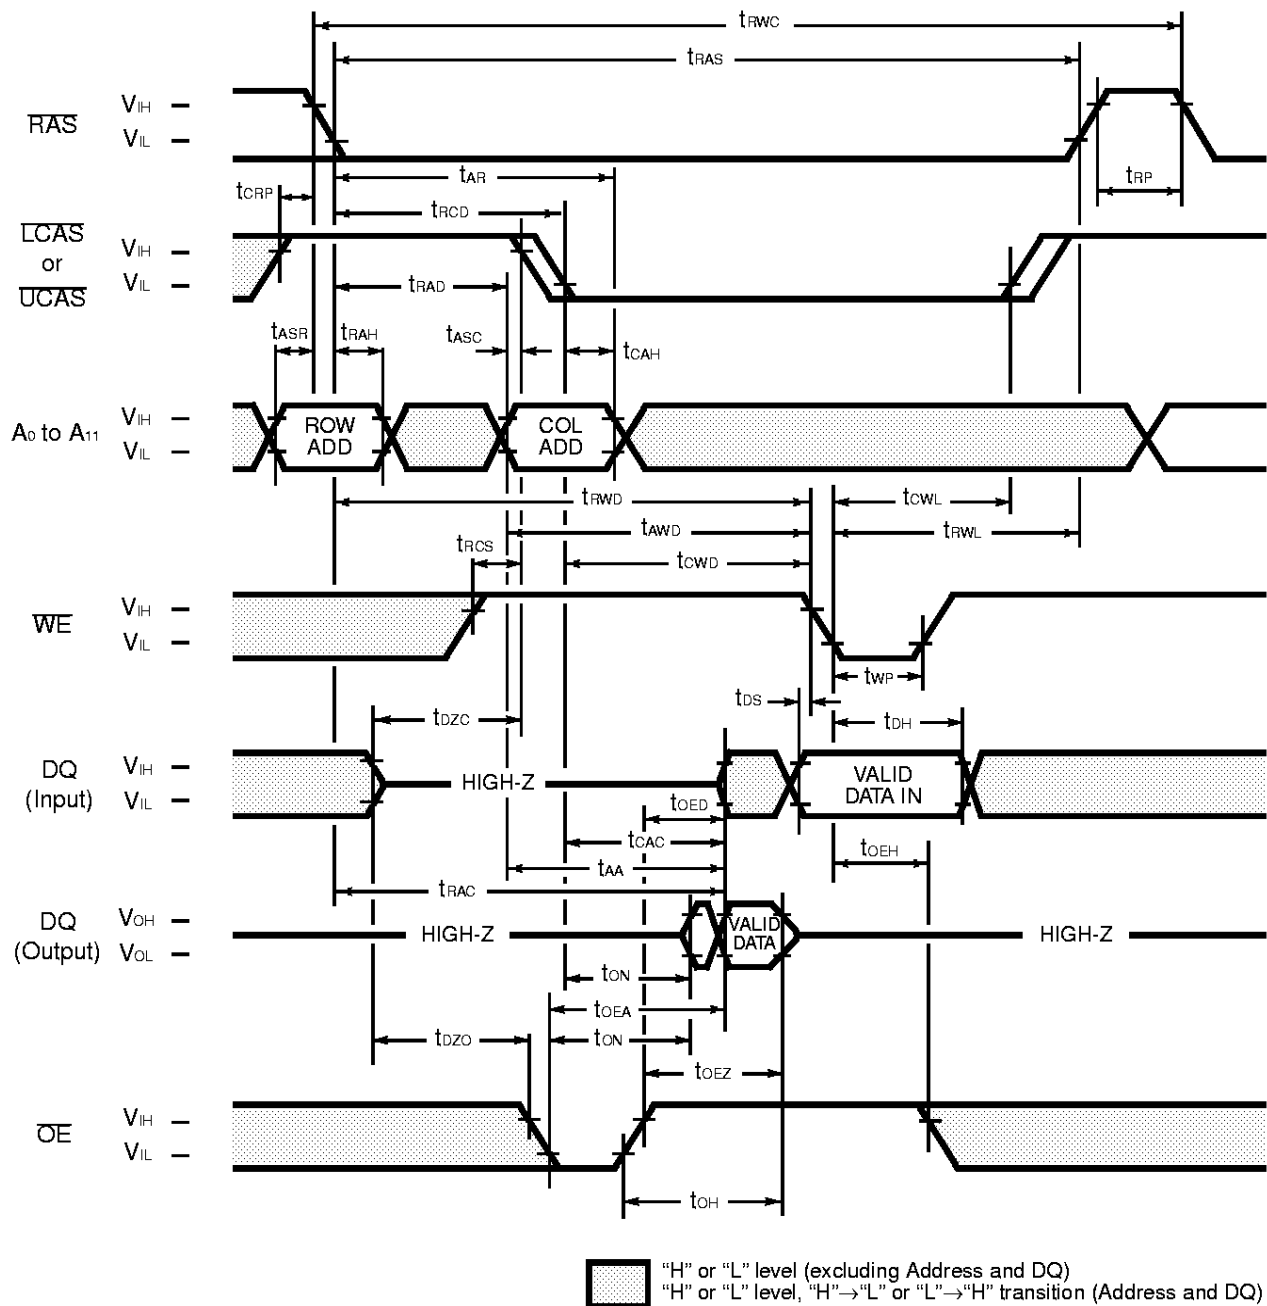 tRWC
tRAS
RAS
VIH
VIL
tAR
tCRP
tRP
tRCD
LCAS
or
UCAS
VIH
VIL
tRAD
tASR
tRAH
tASC
tCAH
A0 to A11
VIH
VIL
ROW
ADD
COL
ADD
tRWD
tCWL
tAWD
tRWL
tRCS
tCWD
WE
VIH
VIL
tWP
tDS
tDZC
tDH
DQ
(Input)
VIH
VIL
HIGH-Z
VALID
DATA IN
tOED
tCAC
tOEH
tAA
tRAC
DQ
(Output)
VOH
VOL
HIGH-Z
VALID
DATA
HIGH-Z
tON
tOEA
tDZO
tON
tOEZ
OE
VIH
VIL
tOH
“H” or “L” level (excluding Address and DQ)
“H” or “L” level, “H”→“L” or “L”→“H” transition (Address and DQ)